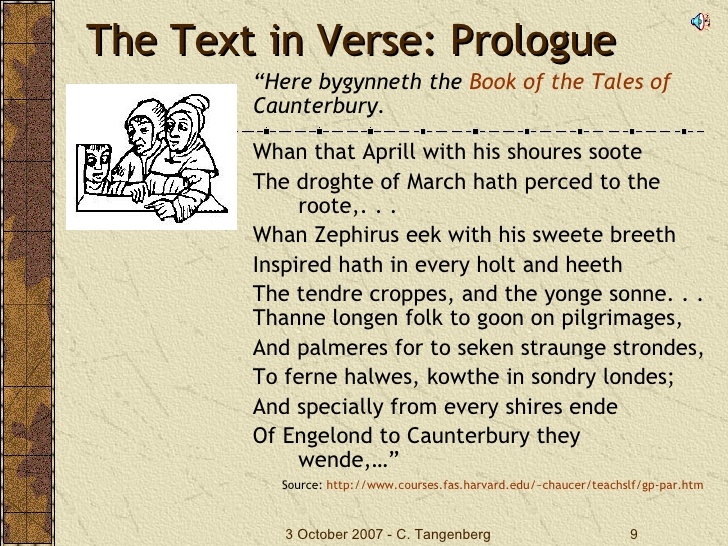 The Text in Verse: Prologue
“Here bygynneth the Book of the Tales of
Caunterbury.
Whan that Aprill with his shoures soote
The droghte of March hath perced to the
roote,. . .
Whan Zephirus eek with his sweete breeth
Inspired hath in every holt and heeth
The tendre croppes, and the yonge sonne. . .
Thanne longen folk to goon on pilgrimages,
And palmeres for to seken straunge strondes,
To ferne halwes, kowthe in sondry londes;
And specially from every shires ende
Of Engelond to Caunterbury they
wende,…”
Source: http://www.courses.fas.harvard.edu/~chaucer/teachslf/gp-par.htm
3 October 2007 - C. Tangenberg 9